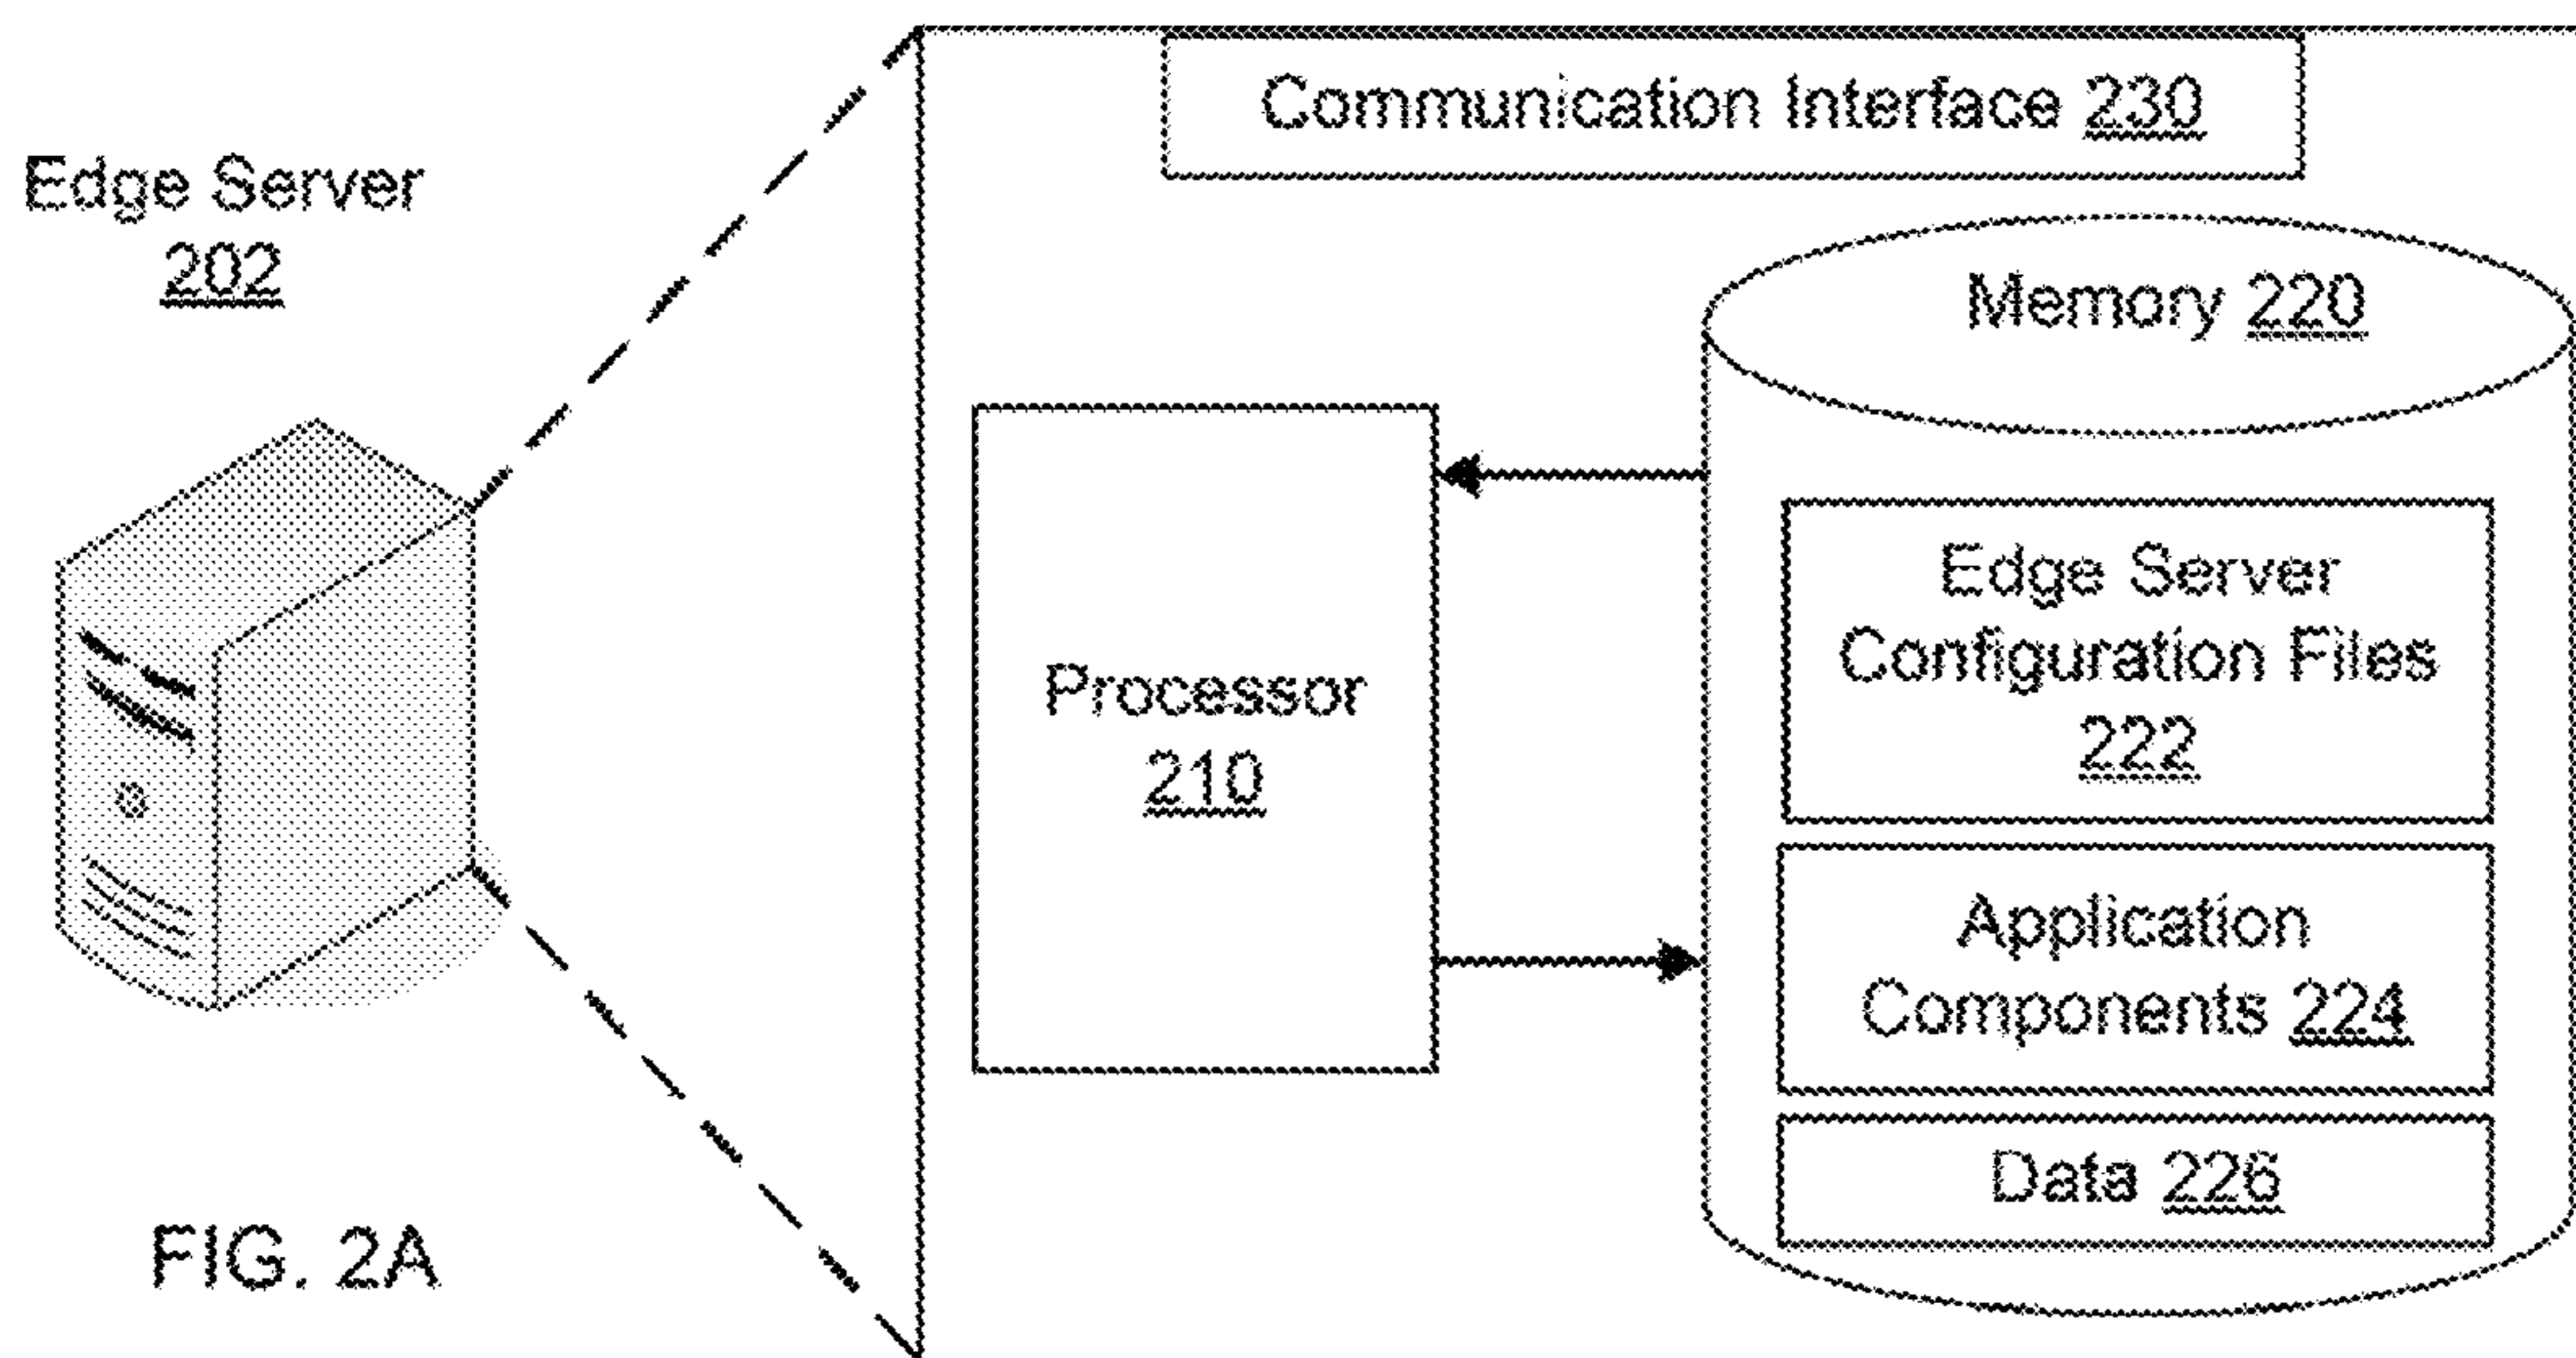 Communication Interface 230
Edge Server
202
Memory 220
Edge Server
Configuration Files
222
Processor
210
Application
Components 224
Data 226
FIG. 2A